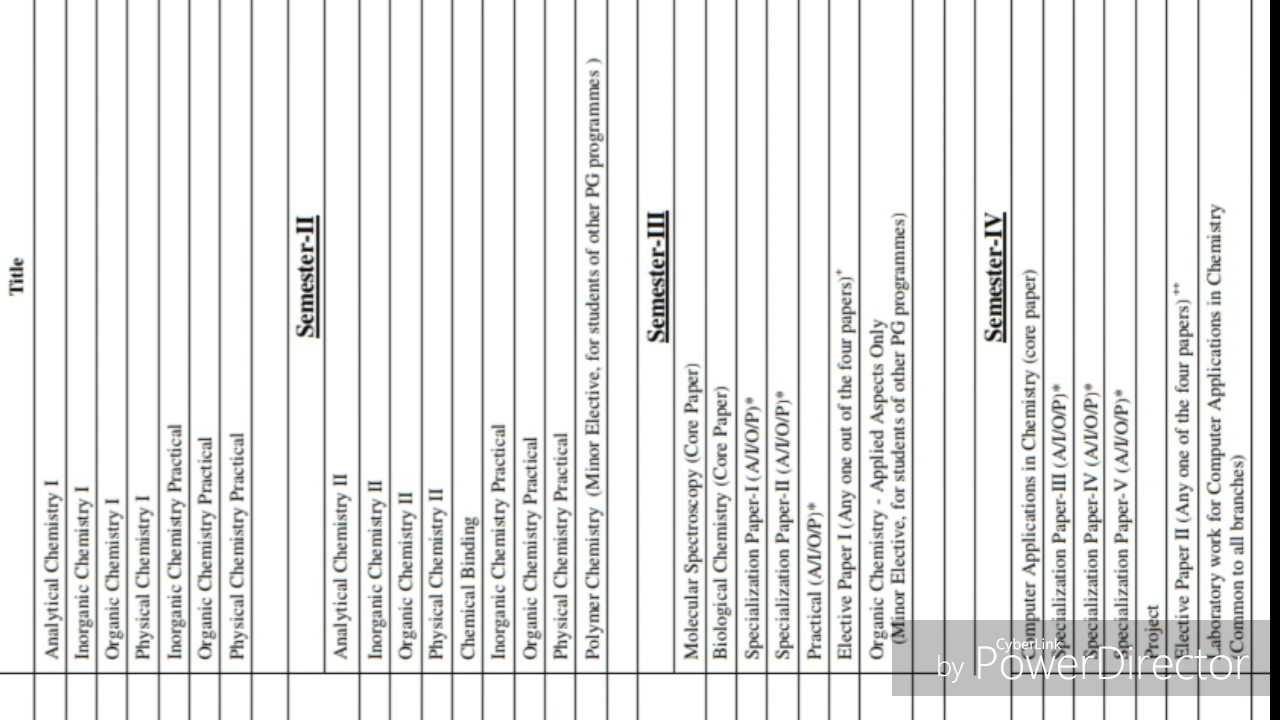 Title
Analytical Chemistry I
Inorganic Chemistry I
Organic Chemistry I
Physical Chemistry I
Inorganic Chemistry Practical
Organic Chemistry Practical
Physical Chemistry Practical
Semester-II
Analytical Chemistry II
Inorganic Chemistry II
Organic Chemistry II
Physical Chemistry II
Chemical Binding
Inorganic Chemistry Practical
Organic Chemistry Practical
Physical Chemistry Practical
Polymer Chemistry (Minor Elective, for students of other PG programmes )
Semester-III
Molecular Spectroscopy (Core Paper)
Biological Chemistry (Core Paper)
Specialization Paper-I (A/I/O/P)*
Specialization Paper-II (A/I/O/P)*
Practical (A/I/O/P)*
Elective Paper I (Any one out of the four papers)+
Organic Chemistry - Applied Aspects Only
(Minor Elective, for students of other PG programmes)
Semester-IV
Computer Applications in Chemistry (core paper)
Specialization Paper-III (A/I/O/P)*
Specialization Paper-IV (A/I/O/P)*
Specialization Paper-V (A/I/O/P)*
Project
Elective Paper II (Any one of the four papers)++
Laboratory work for Computer Applications in Chemistry
(Common to all branches)
CyberLink
by PowerDirector